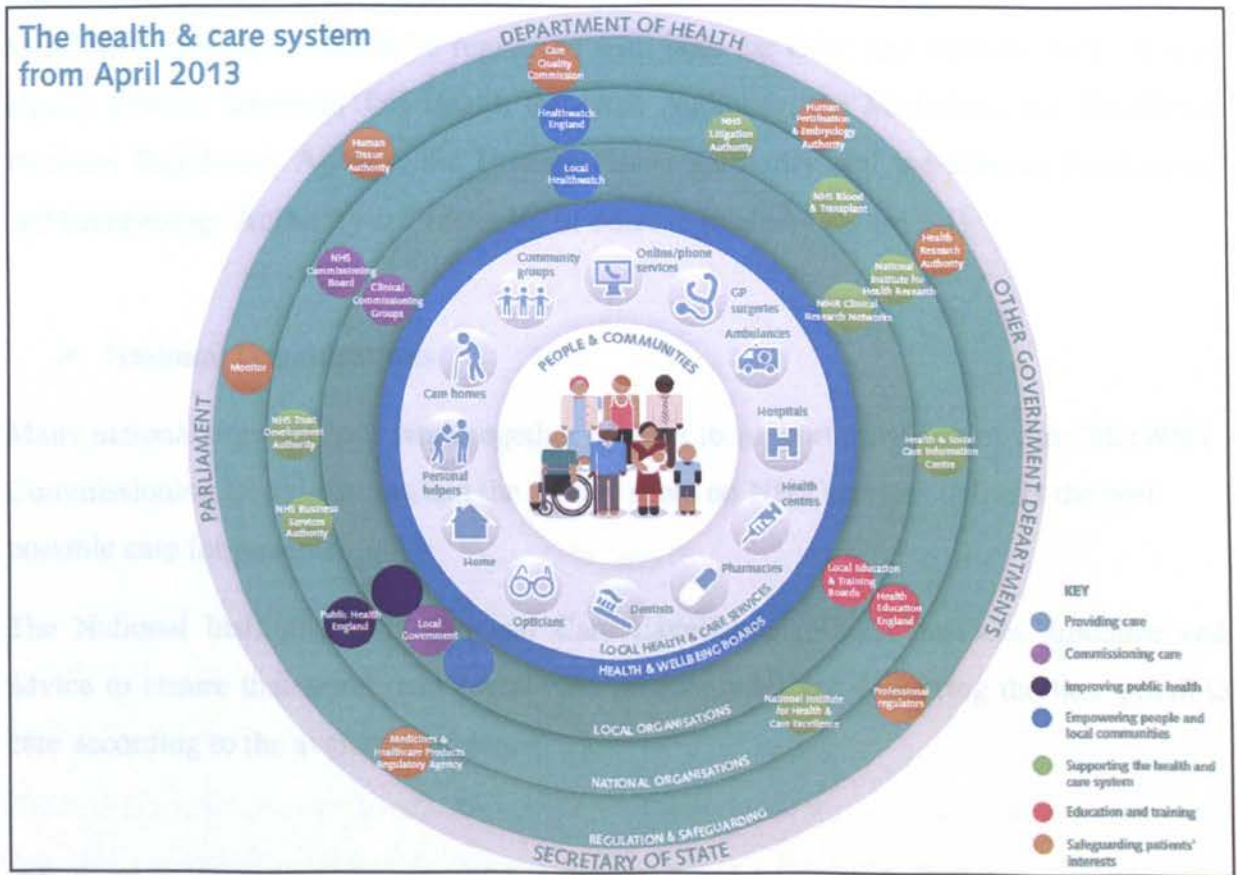 The health & care system
from April 2013
DEPARTMENT OF HEALTH
OTHER GOVERNMENT DEPARTMENTS
SECRETARY OF STATE
PARLIAMENT
Care
Quality
Commission
Healthwatch
England
Local
Healthwatch
NHS
Litigation
Authority
Human
Fertilisation
& Embryology
Authority
Human
Tissue
Authority
NHS Blood
& Transplant
Health
Research
Authority
National
Institute for
Health Research
NIHR Clinical
Research Networks
NHS
Commissioning
Board
Clinical
Commissioning
Groups
Monitor
NHS Trust
Development
Authority
NHS Business
Services
Authority
Health & Social
Care Information
Centre
Public Health
England
Local
Government
Local Education
& Training
Boards
Health
Education
England
Professional
regulators
National Institute
for Health &
Care Excellence
Medicines &
Healthcare Products
Regulatory Agency
Community
groups
Online/phone
services
GP
surgeries
Ambulances
Hospitals
Health
centres
Pharmacies
Dentists
Opticians
Home
Personal
helpers
Care homes
PEOPLE & COMMUNITIES
LOCAL HEALTH & CARE SERVICES
HEALTH & WELLBEING BOARDS
LOCAL ORGANISATIONS
NATIONAL ORGANISATIONS
REGULATION & SAFEGUARDING
KEY
Providing care
Commissioning care
Improving public health
Empowering people and
local communities
Supporting the health and
care system
Education and training
Safeguarding patients'
interests